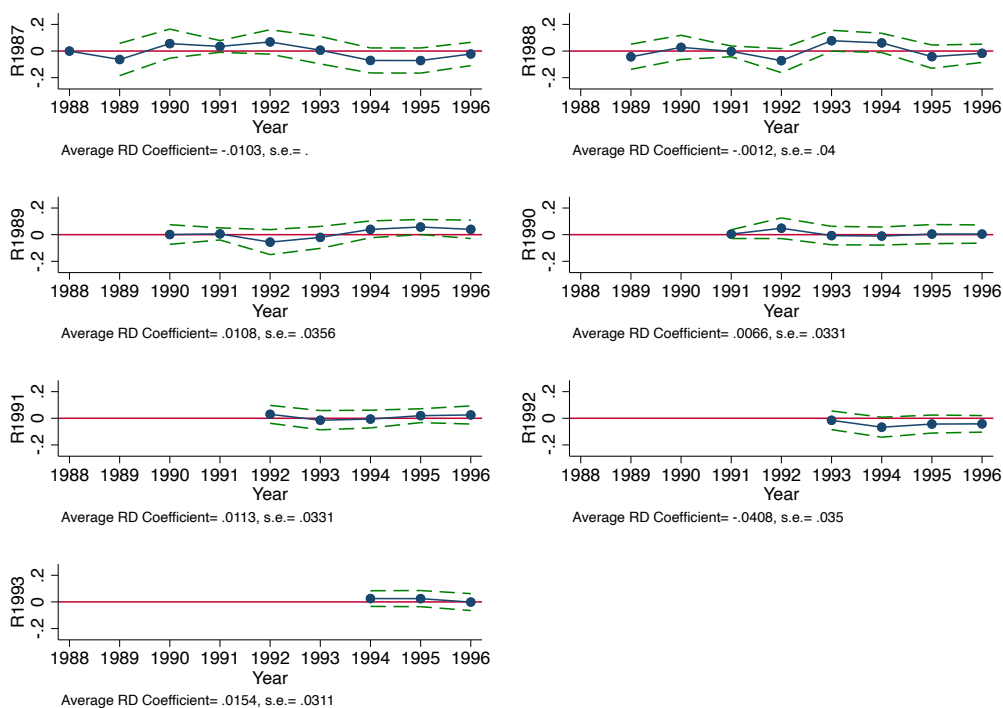 R1987
.2
0
-.2
1988 1989 1990 1991 1992 1993 1994 1995 1996
Year
Average RD Coefficient= -.0103, s.e.= .
R1988
.2
0
-.2
1988 1989 1990 1991 1992 1993 1994 1995 1996
Year
Average RD Coefficient= -.0012, s.e.= .04
R1989
.2
0
-.2
1988 1989 1990 1991 1992 1993 1994 1995 1996
Year
Average RD Coefficient= .0108, s.e.= .0356
R1990
.2
0
-.2
1988 1989 1990 1991 1992 1993 1994 1995 1996
Year
Average RD Coefficient= .0066, s.e.= .0331
R1991
.2
0
-.2
1988 1989 1990 1991 1992 1993 1994 1995 1996
Year
Average RD Coefficient= .0113, s.e.= .0331
R1992
.2
0
-.2
1988 1989 1990 1991 1992 1993 1994 1995 1996
Year
Average RD Coefficient= -.0408, s.e.= .035
R1993
.2
0
-.2
1988 1989 1990 1991 1992 1993 1994 1995 1996
Year
Average RD Coefficient= .0154, s.e.= .0311